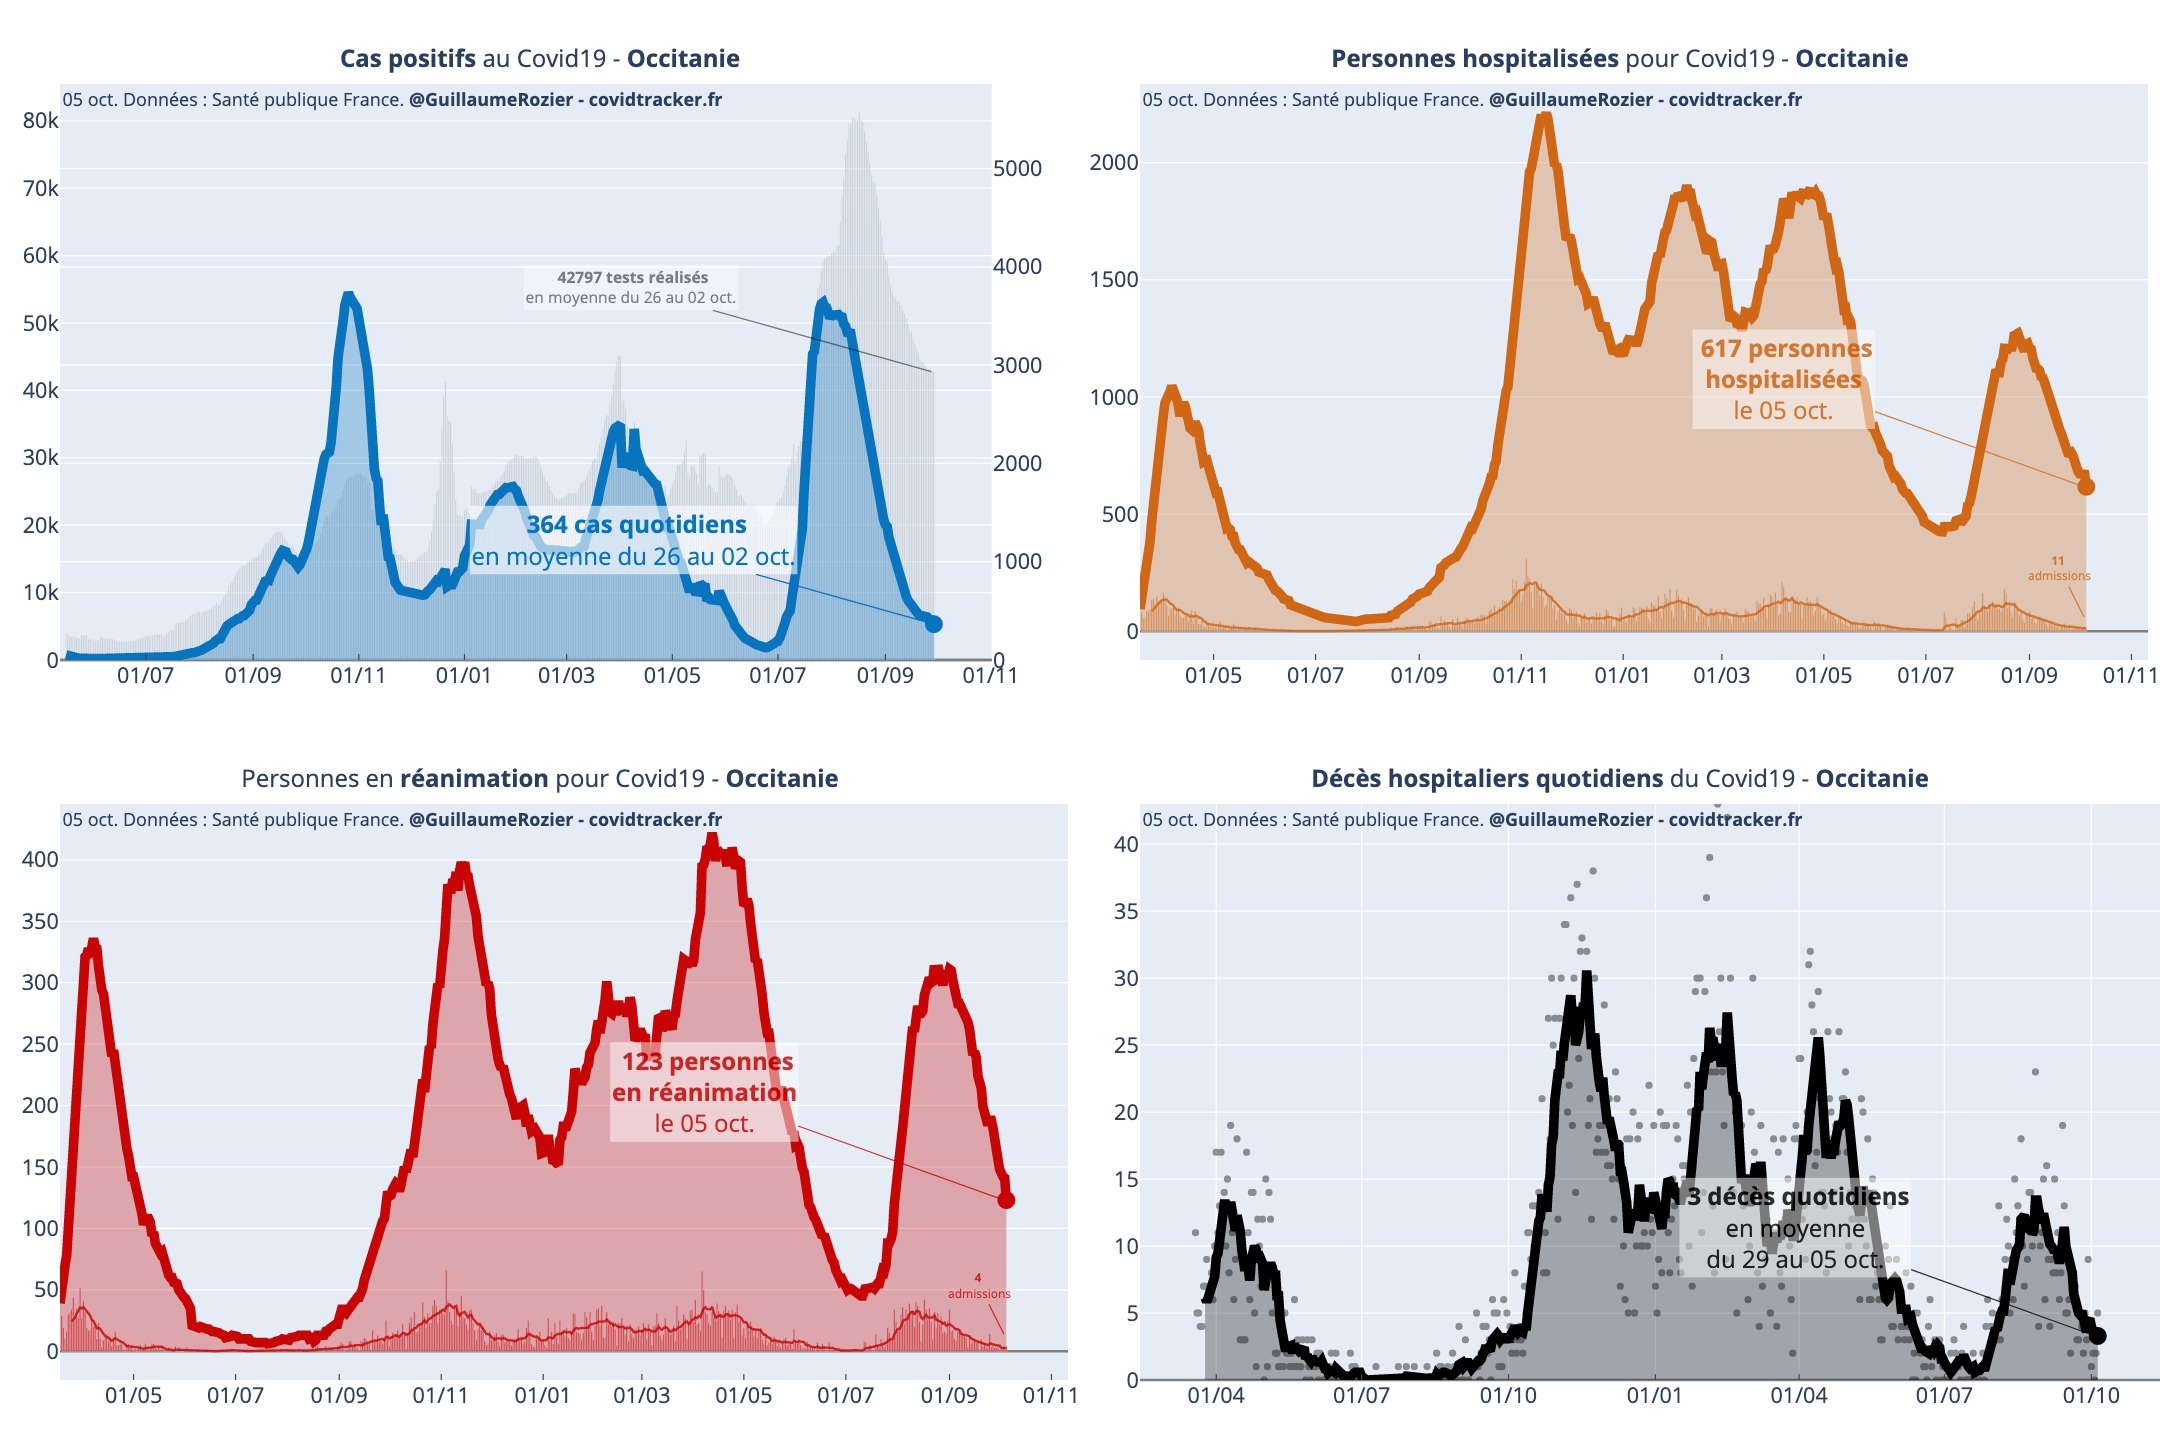 Cas positifs au Covid19 - Occitanie
05 oct. Données : Santé publique France. @GuillaumeRozier - covidtracker.fr
80k
70k
60k
50k
40k
30k
20k
10k
0
5000
4000
3000
2000
1000
0
42797 tests réalisés
en moyenne du 26 au 02 oct.
364 cas quotidiens
en moyenne du 26 au 02 oct.
01/07 01/09 01/11 01/01 01/03 01/05 01/07 01/09 01/11
Personnes hospitalisées pour Covid19 - Occitanie
05 oct. Données : Santé publique France. @GuillaumeRozier - covidtracker.fr
2000
1500
1000
500
0
617 personnes
hospitalisées
le 05 oct.
11
admissions
01/05 01/07 01/09 01/11 01/01 01/03 01/05 01/07 01/09 01/11
Personnes en réanimation pour Covid19 - Occitanie
05 oct. Données : Santé publique France. @GuillaumeRozier - covidtracker.fr
400
350
300
250
200
150
100
50
0
123 personnes
en réanimation
le 05 oct.
4
admissions
01/05 01/07 01/09 01/11 01/01 01/03 01/05 01/07 01/09 01/11
Décès hospitaliers quotidiens du Covid19 - Occitanie
05 oct. Données : Santé publique France. @GuillaumeRozier - covidtracker.fr
40
35
30
25
20
15
10
5
0
3 décès quotidiens
en moyenne
du 29 au 05 oct.
01/04 01/07 01/10 01/01 01/04 01/07 01/10